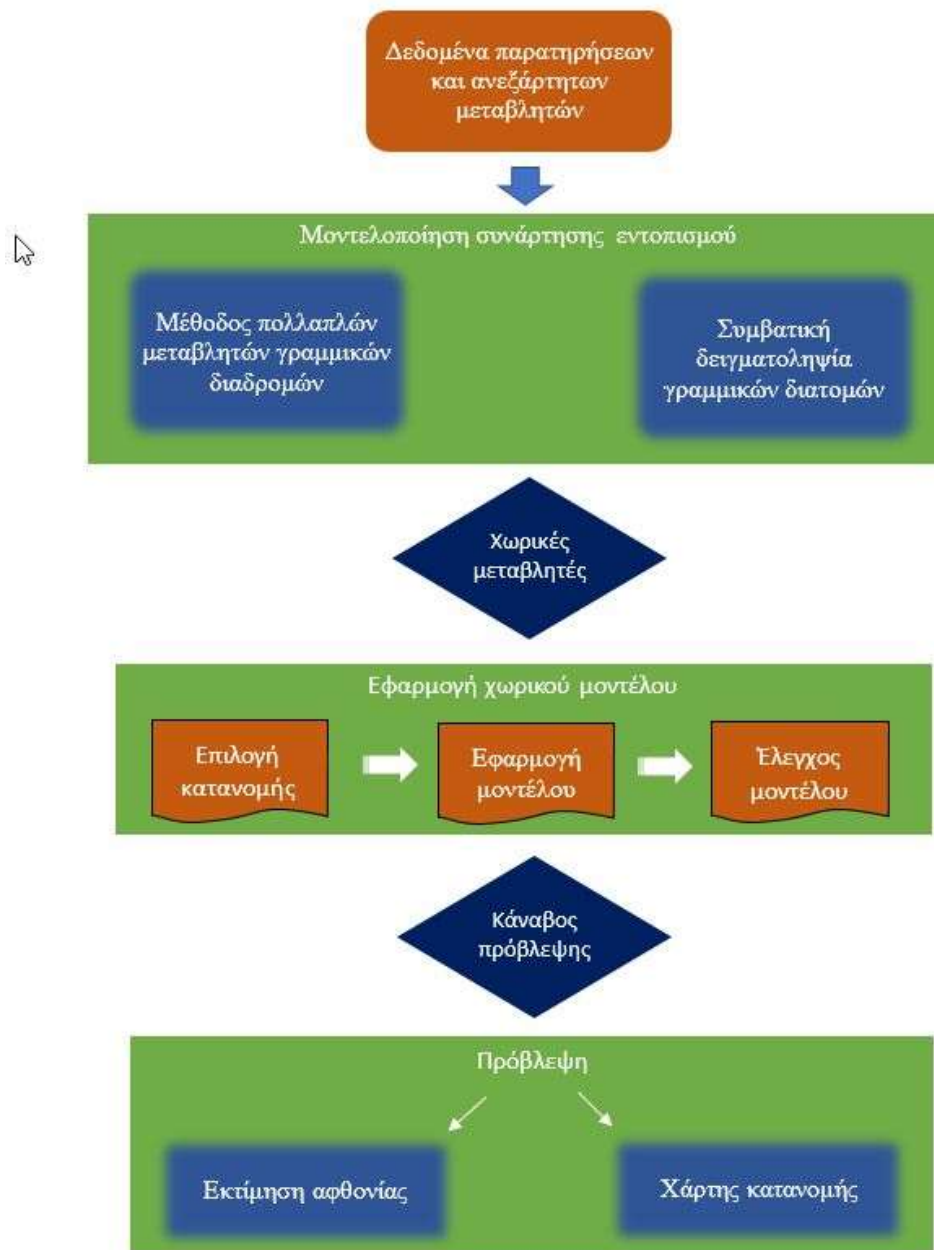 Δεδομένα παρατηρήσεων
και ανεξάρτητων
μεταβλητών
Μοντελοποίηση συνάρτησης εντοπισμού
Μέθοδος πολλαπλών
μεταβλητών γραμμικών
διαδρομών
Συμβατική
δειγματοληψία
γραμμικών διατομών
Χωρικές
μεταβλητές
Εφαρμογή χωρικού μοντέλου
Επιλογή
κατανομής
Εφαρμογή
μοντέλου
Έλεγχος
μοντέλου
Κάναβος
πρόβλεψης
Πρόβλεψη
Εκτίμηση αφθονίας
Χάρτης κατανομής